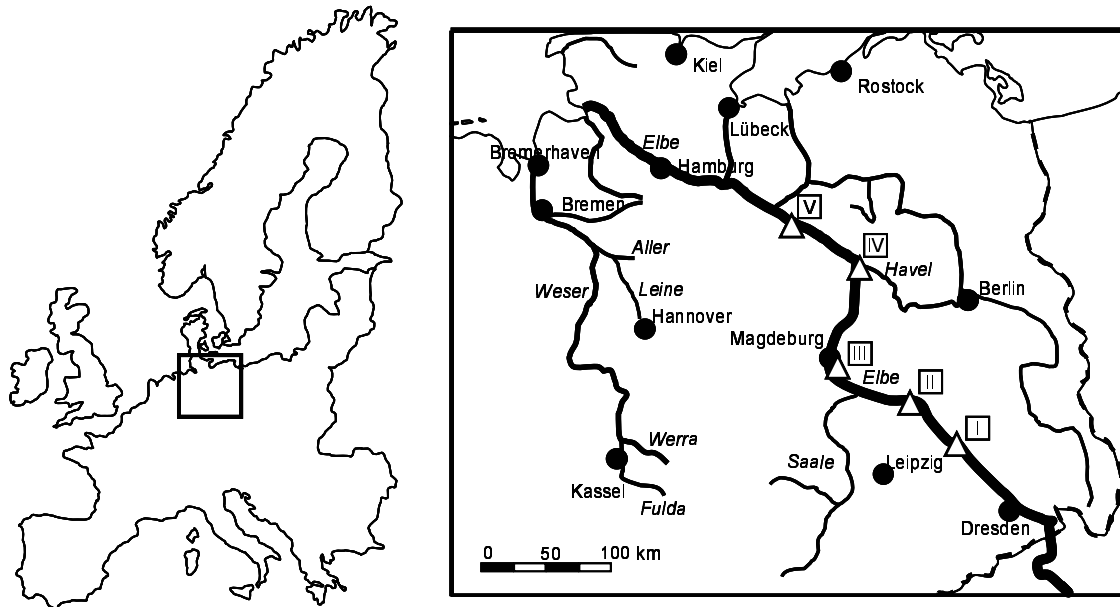 Kiel
Rostock
Lübeck
Elbe
Bremerhaven
Hamburg
Bremen
V
IV
Aller
Havel
Weser
Leine
Berlin
Hannover
Magdeburg
III
Elbe
II
I
Werra
Saale
Leipzig
Kassel
Fulda
Dresden
0 50 100 km